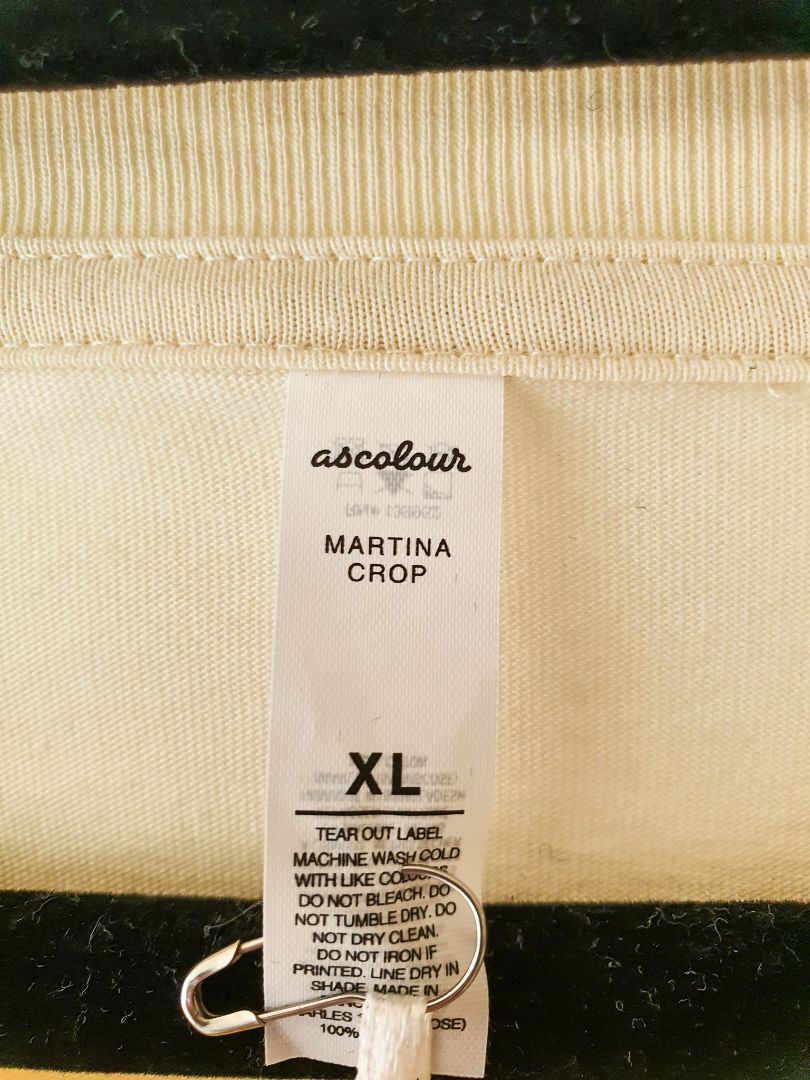 ascolour
MARTINA
CROP
XL
TEAR OUT LABEL
MACHINE WASH COLD
WITH LIKE COLOURS.
DO NOT BLEACH. DO
NOT TUMBLE DRY. DO
NOT DRY CLEAN.
DO NOT IRON IF
PRINTED. LINE DRY IN
SHADE. MADE IN
100%